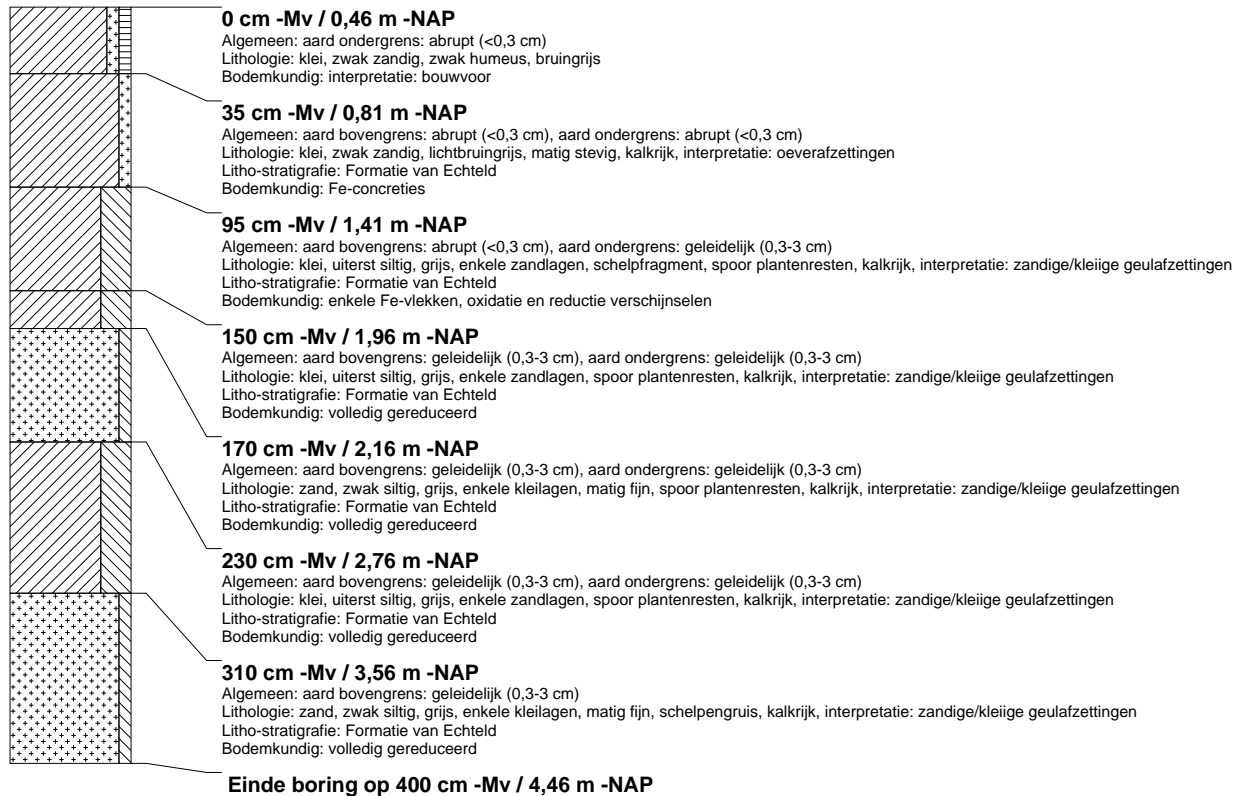 0 cm -Mv / 0,46 m -NAP
Algemeen: aard ondergrens: abrupt (<0,3 cm)
Lithologie: klei, zwak zandig, zwak humeus, bruingrijs
Bodemkundig: interpretatie: bouwvoor
35 cm -Mv / 0,81 m -NAP
Algemeen: aard bovengrens: abrupt (<0,3 cm), aard ondergrens: abrupt (<0,3 cm)
Lithologie: klei, zwak zandig, lichtbruingrijs, matig stevig, kalkrijk, interpretatie: oeverafzettingen
Litho-stratigrafie: Formatie van Echteld
Bodemkundig: Fe-concreties
95 cm -Mv / 1,41 m -NAP
Algemeen: aard bovengrens: abrupt (<0,3 cm), aard ondergrens: geleidelijk (0,3-3 cm)
Lithologie: klei, uiterst siltig, grijs, enkele zandlagen, schelpfragment, spoor plantenresten, kalkrijk, interpretatie: zandige/kleiige geulafzettingen
Litho-stratigrafie: Formatie van Echteld
Bodemkundig: enkele Fe-vlekken, oxidatie en reductie verschijnselen
150 cm -Mv / 1,96 m -NAP
Algemeen: aard bovengrens: geleidelijk (0,3-3 cm), aard ondergrens: geleidelijk (0,3-3 cm)
Lithologie: klei, uiterst siltig, grijs, enkele zandlagen, spoor plantenresten, kalkrijk, interpretatie: zandige/kleiige geulafzettingen
Litho-stratigrafie: Formatie van Echteld
Bodemkundig: volledig gereduceerd
170 cm -Mv / 2,16 m -NAP
Algemeen: aard bovengrens: geleidelijk (0,3-3 cm), aard ondergrens: geleidelijk (0,3-3 cm)
Lithologie: zand, zwak siltig, grijs, enkele kleilagen, matig fijn, spoor plantenresten, kalkrijk, interpretatie: zandige/kleiige geulafzettingen
Litho-stratigrafie: Formatie van Echteld
Bodemkundig: volledig gereduceerd
230 cm -Mv / 2,76 m -NAP
Algemeen: aard bovengrens: geleidelijk (0,3-3 cm), aard ondergrens: geleidelijk (0,3-3 cm)
Lithologie: klei, uiterst siltig, grijs, enkele zandlagen, spoor plantenresten, kalkrijk, interpretatie: zandige/kleiige geulafzettingen
Litho-stratigrafie: Formatie van Echteld
Bodemkundig: volledig gereduceerd
310 cm -Mv / 3,56 m -NAP
Algemeen: aard bovengrens: geleidelijk (0,3-3 cm)
Lithologie: zand, zwak siltig, grijs, enkele kleilagen, matig fijn, schelpengruis, kalkrijk, interpretatie: zandige/kleiige geulafzettingen
Litho-stratigrafie: Formatie van Echteld
Bodemkundig: volledig gereduceerd
Einde boring op 400 cm -Mv / 4,46 m -NAP